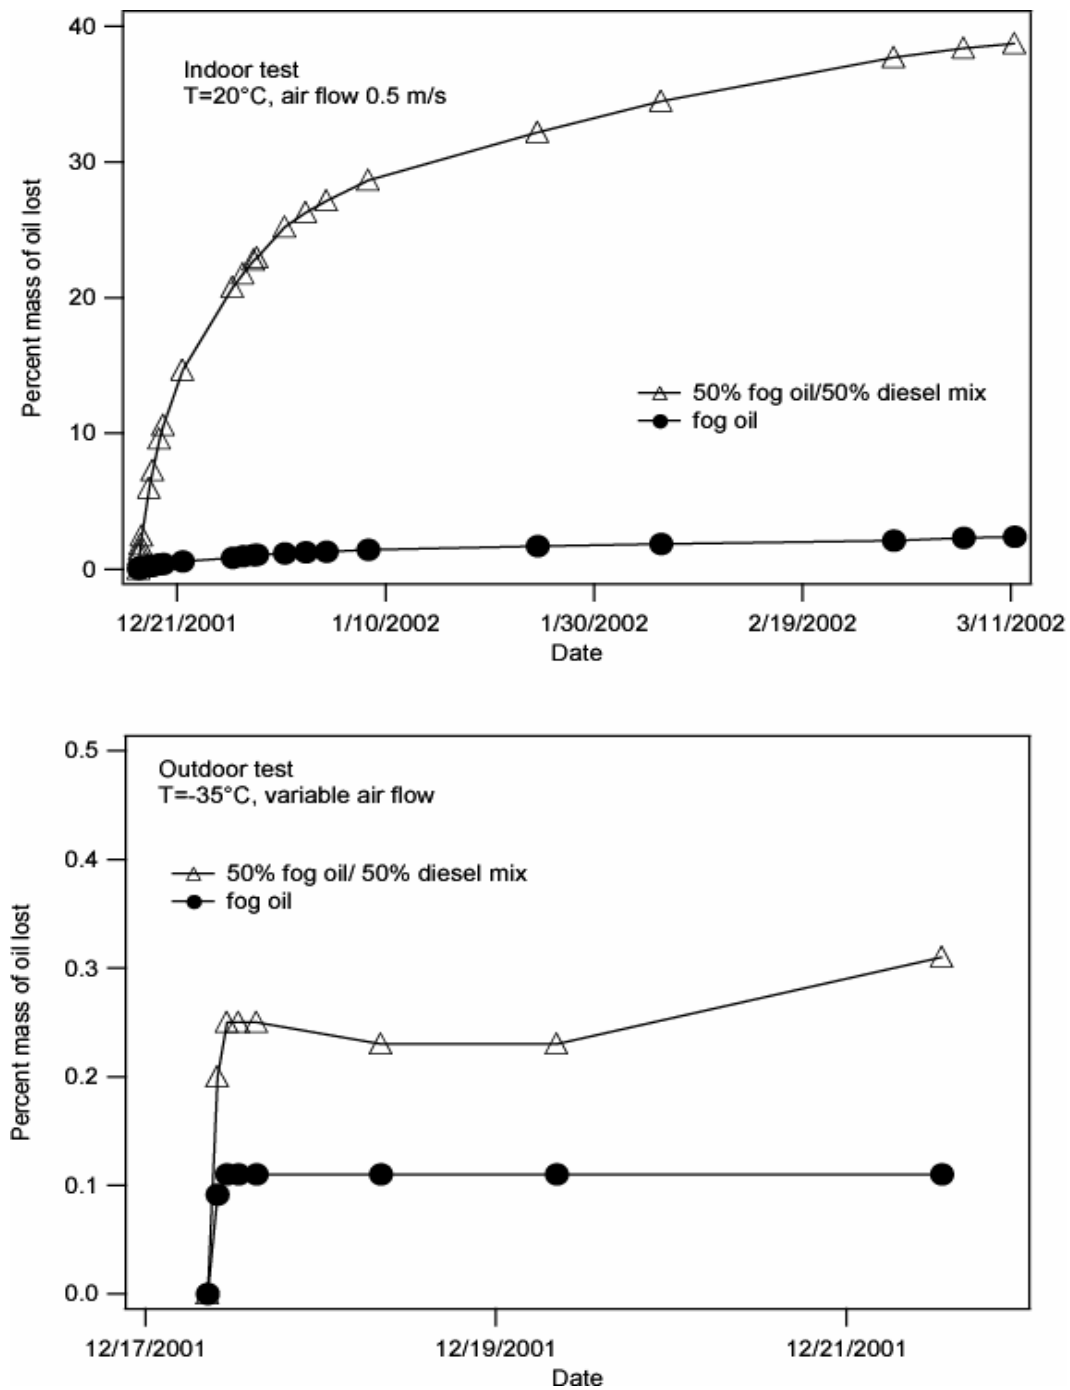 40
Indoor test
T=20°C, air flow 0.5 m/s
30
Percent mass of oil lost
20
50% fog oil/50% diesel mix
10
fog oil
0
12/21/2001 1/10/2002 1/30/2002 2/19/2002 3/11/2002
Date
0.5
Outdoor test
T=-35°C, variable air flow
0.4
50% fog oil/ 50% diesel mix
fog oil
Percent mass of oil lost
0.3
0.2
0.1
0.0
12/17/2001 12/19/2001 12/21/2001
Date